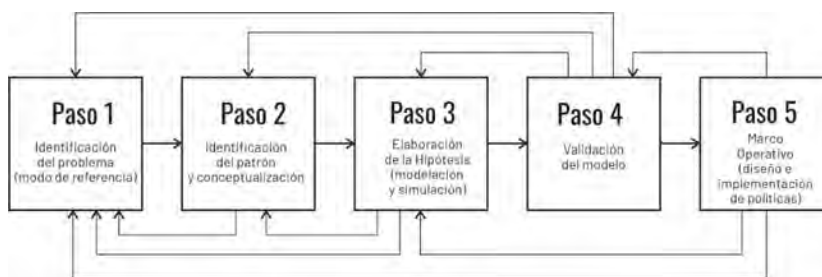 Paso 1
Identificación
del problema
(modo de referencia)
Paso 2
Identificación
del patrón
y conceptualización
Paso 3
Elaboración
de la Hipótesis
(modelación
y simulación)
Paso 4
Validación
del modelo
Paso 5
Marco
Operativo
(diseño e
implementación
de políticas)